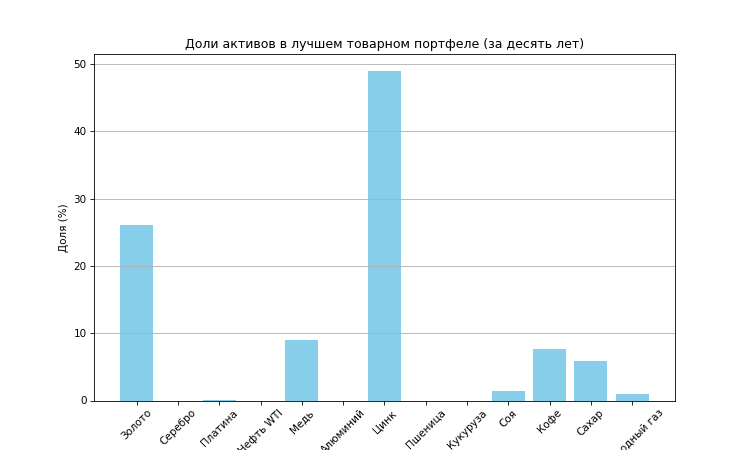 Доли активов в лучшем товарном портфеле (за десять лет)
Доля (%)
50
40
30
20
10
0
Золото
Серебро
Платина
Нефть WTI
Медь
Алюминий
Цинк
Пшеница
Кукуруза
Соя
Кофе
Сахар
газ